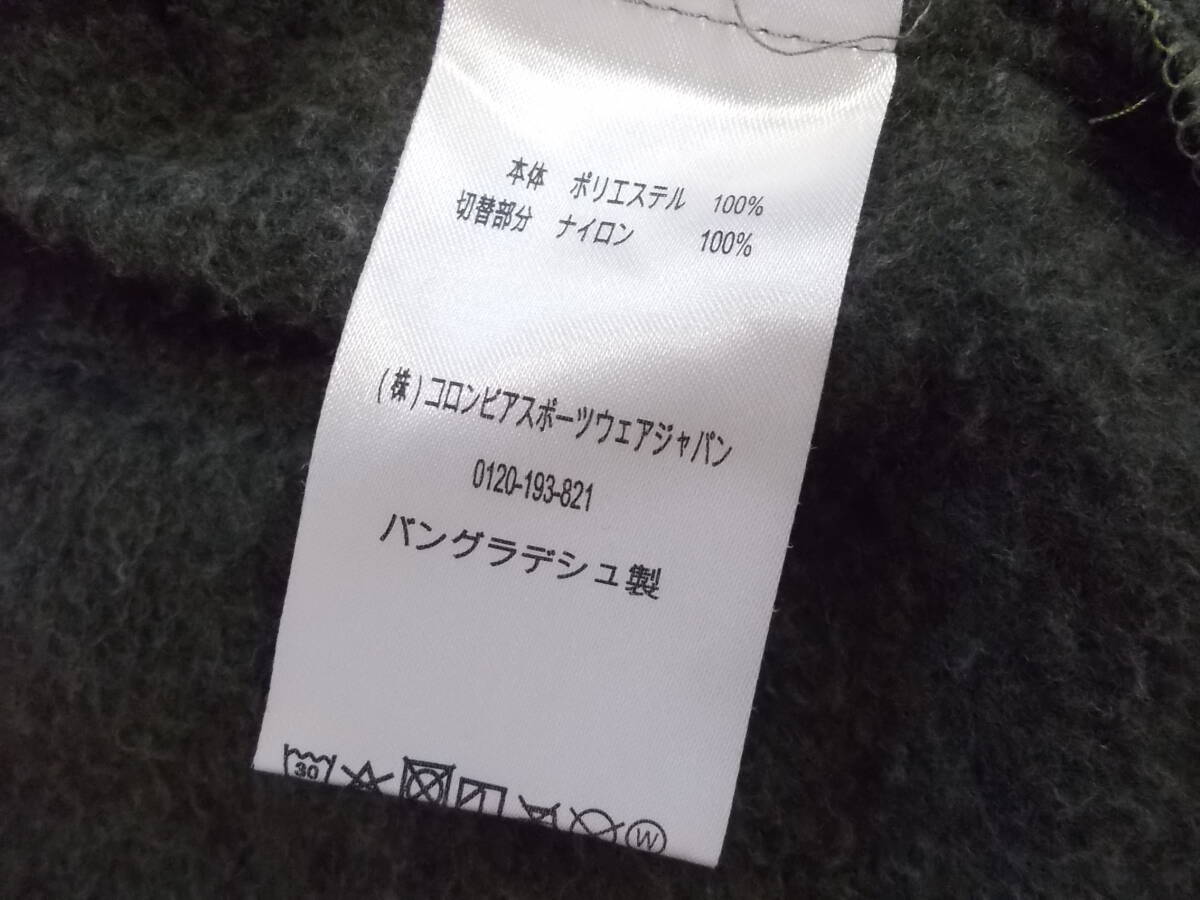 本体 ポリエステル 100%
切替部分 ナイロン 100%
(株)コロンビアスポーツウェアジャパン
0120-193-821
バングラデシュ製
30
W